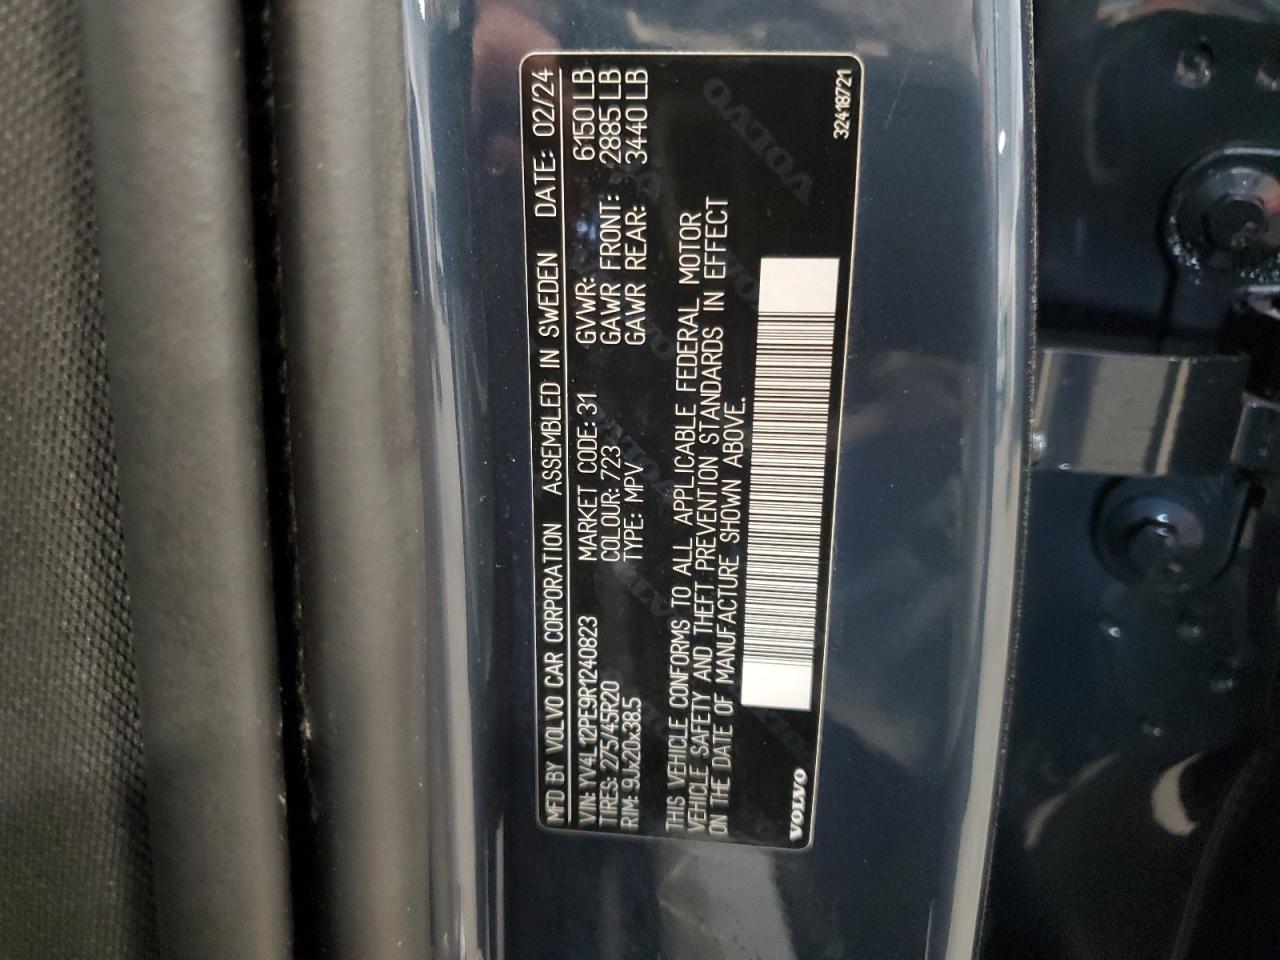 MFD BY VOLVO CAR CORPORATION ASSEMBLED IN SWEDEN DATE: 02/24
VIN: YV4L12PE9R1240823 MARKET CODE: 31 GVWR: 6150 LB
TIRES: 275/45R20 COLOUR: 723 GAWR FRONT: 2885 LB
RIM: 9Jx20x38.5 TYPE: MPV GAWR REAR: 3440 LB
THIS VEHICLE CONFORMS TO ALL APPLICABLE FEDERAL MOTOR
VEHICLE SAFETY AND THEFT PREVENTION STANDARDS IN EFFECT
ON THE DATE OF MANUFACTURE SHOWN ABOVE.
VOLVO
32418721